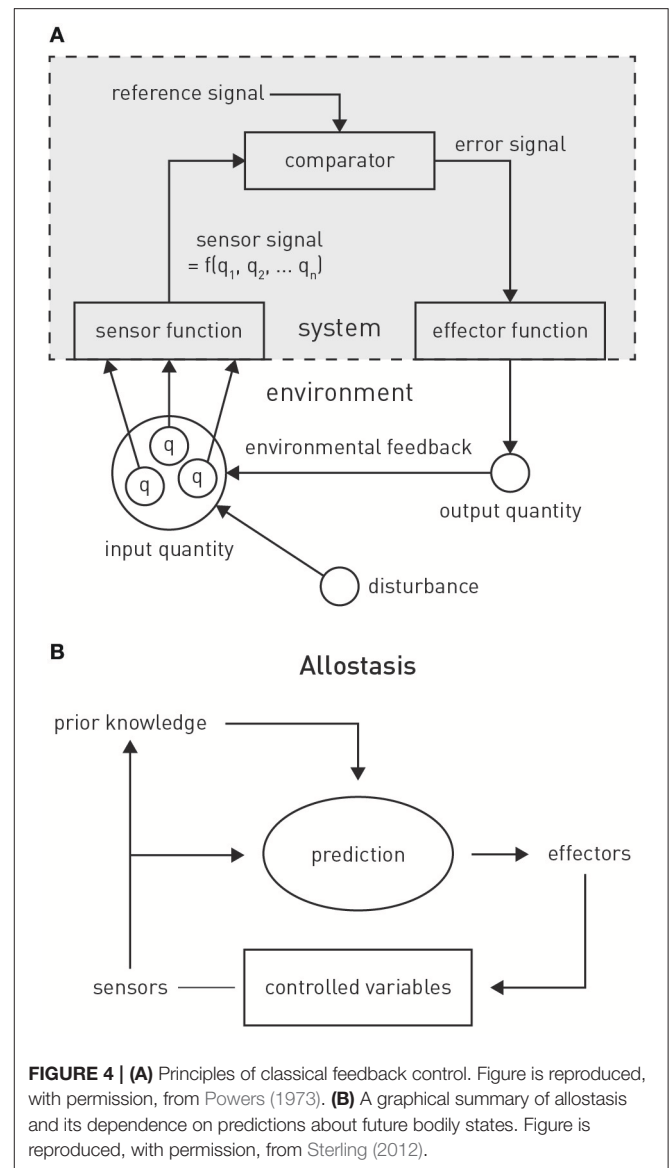 A
reference signal
comparator
error signal
sensor signal
= f(q₁, q₂, ... qₙ)
sensor function
system
effector function
environment
q
q
q
environmental feedback
output quantity
input quantity
disturbance
B
Allostasis
prior knowledge
prediction
effectors
sensors
controlled variables
FIGURE 4 | (A) Principles of classical feedback control. Figure is reproduced,
with permission, from Powers (1973). (B) A graphical summary of allostasis
and its dependence on predictions about future bodily states. Figure is
reproduced, with permission, from Sterling (2012).